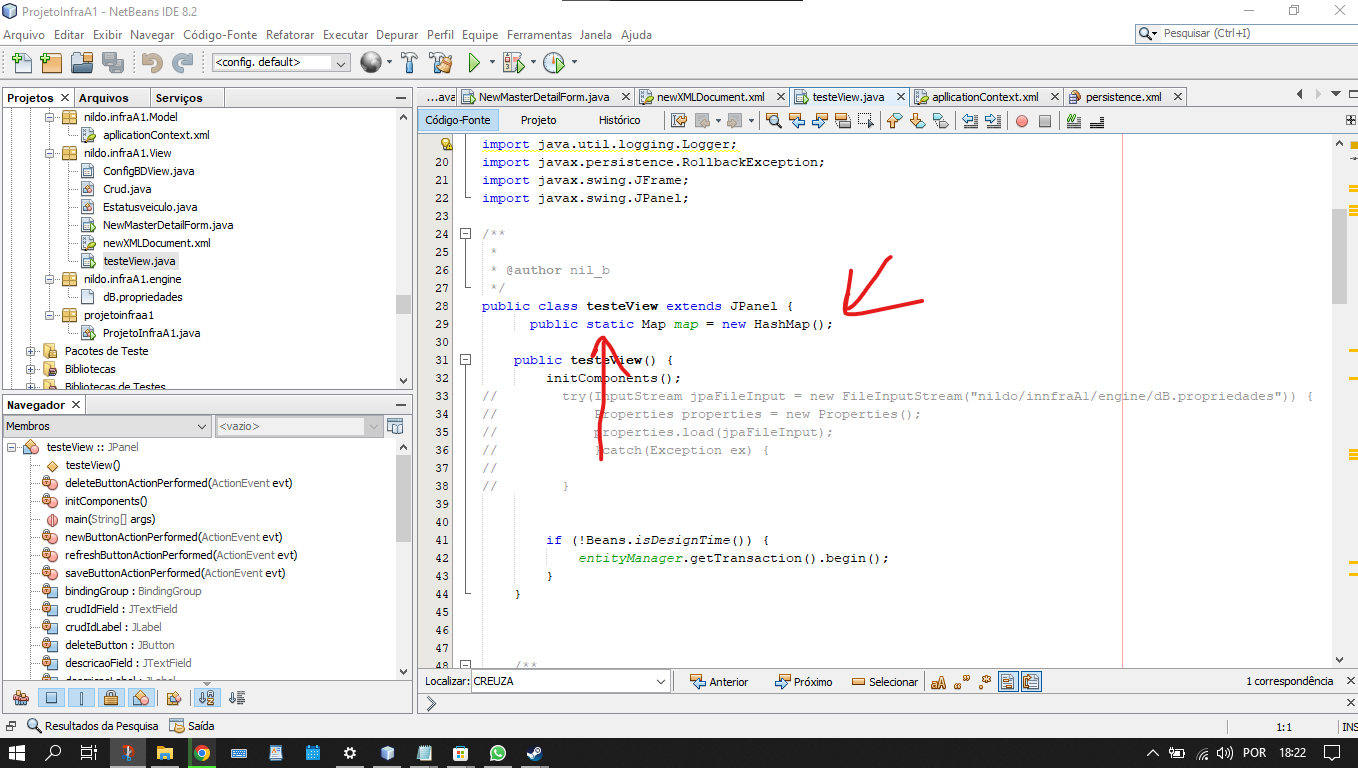 ProjetoInfraA1 - NetBeans IDE 8.2
Arquivo Editar Exibir Navegar Código-Fonte Refatorar Executar Depurar Perfil Equipe Ferramentas Janela Ajuda
Pesquisar (Ctrl+I)
<config. default>
Projetos Arquivos Serviços
nildo.infraA1.Model
apllicationContext.xml
nildo.infraA1.View
ConfigBDView.java
Crud.java
Estatusveiculo.java
NewMasterDetailForm.java
newXMLDocument.xml
testeView.java
nildo.infraA1.engine
dB.propriedades
projetoinfraa1
ProjetoInfraA1.java
Pacotes de Teste
Bibliotecas
Bibliotecas de Testes
Navegador
Membros <vazio>
testeView :: JPanel
testeView()
deleteButtonActionPerformed(ActionEvent evt)
initComponents()
main(String[] args)
newButtonActionPerformed(ActionEvent evt)
refreshButtonActionPerformed(ActionEvent evt)
saveButtonActionPerformed(ActionEvent evt)
bindingGroup : BindingGroup
crudIdField : JTextField
crudIdLabel : JLabel
deleteButton : JButton
descricaoField : JTextField
descricaoLabel : JLabel
...ava NewMasterDetailForm.java newXMLDocument.xml testeView.java apllicationContext.xml persistence.xml
Código-Fonte Projeto Histórico
import java.util.logging.Logger;
20 import javax.persistence.RollbackException;
21 import javax.swing.JFrame;
22 import javax.swing.JPanel;
23
24 /**
25 *
26 * @author nil_b
27 */
28 public class testeView extends JPanel {
29 public static Map map = new HashMap();
30
31 public testeView() {
32 initComponents();
33 // try(InputStream jpaFileInput = new FileInputStream("nildo/innfraA1/engine/dB.propriedades")) {
34 // Properties properties = new Properties();
35 // properties.load(jpaFileInput);
36 // }catch(Exception ex) {
37 //
38 // }
39
40
41 if (!Beans.isDesignTime()) {
42 entityManager.getTransaction().begin();
43 }
44 }
45
46
47
48 /**
Localizar: CREUZA Anterior Próximo Selecionar 1 correspondência
Resultados da Pesquisa Saída
1:1 INS
POR 18:22